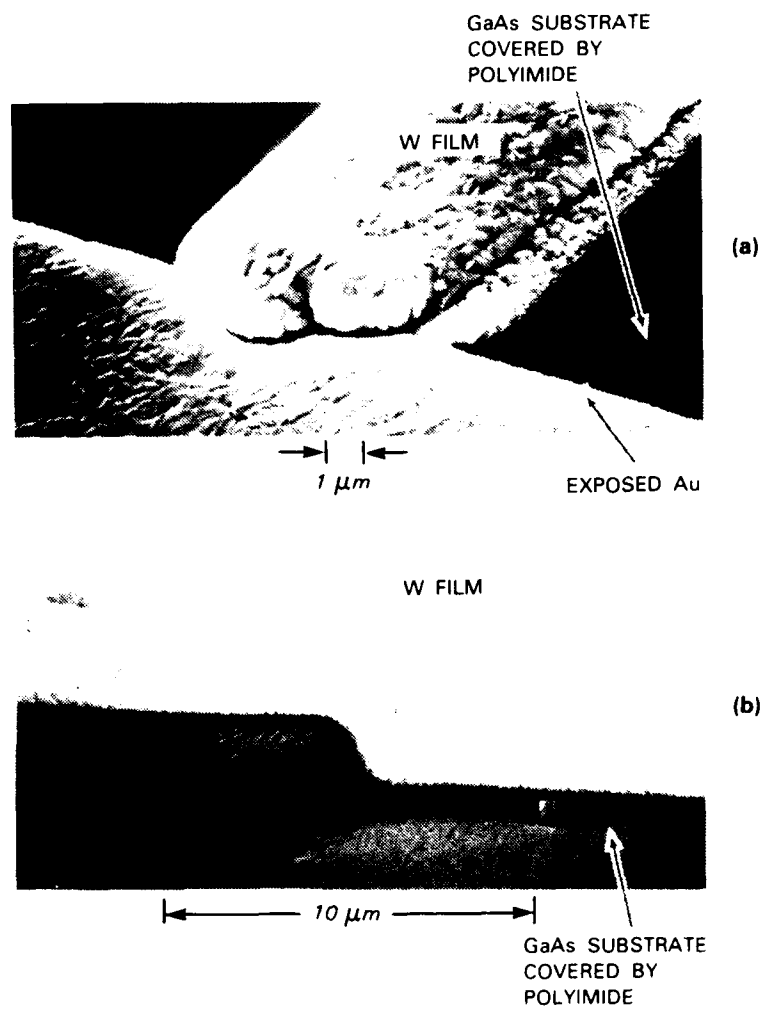 GaAs SUBSTRATE
COVERED BY
POLYIMIDE
W FILM
(a)
1 μm
EXPOSED Au
W FILM
(b)
10 μm
GaAs SUBSTRATE
COVERED BY
POLYIMIDE